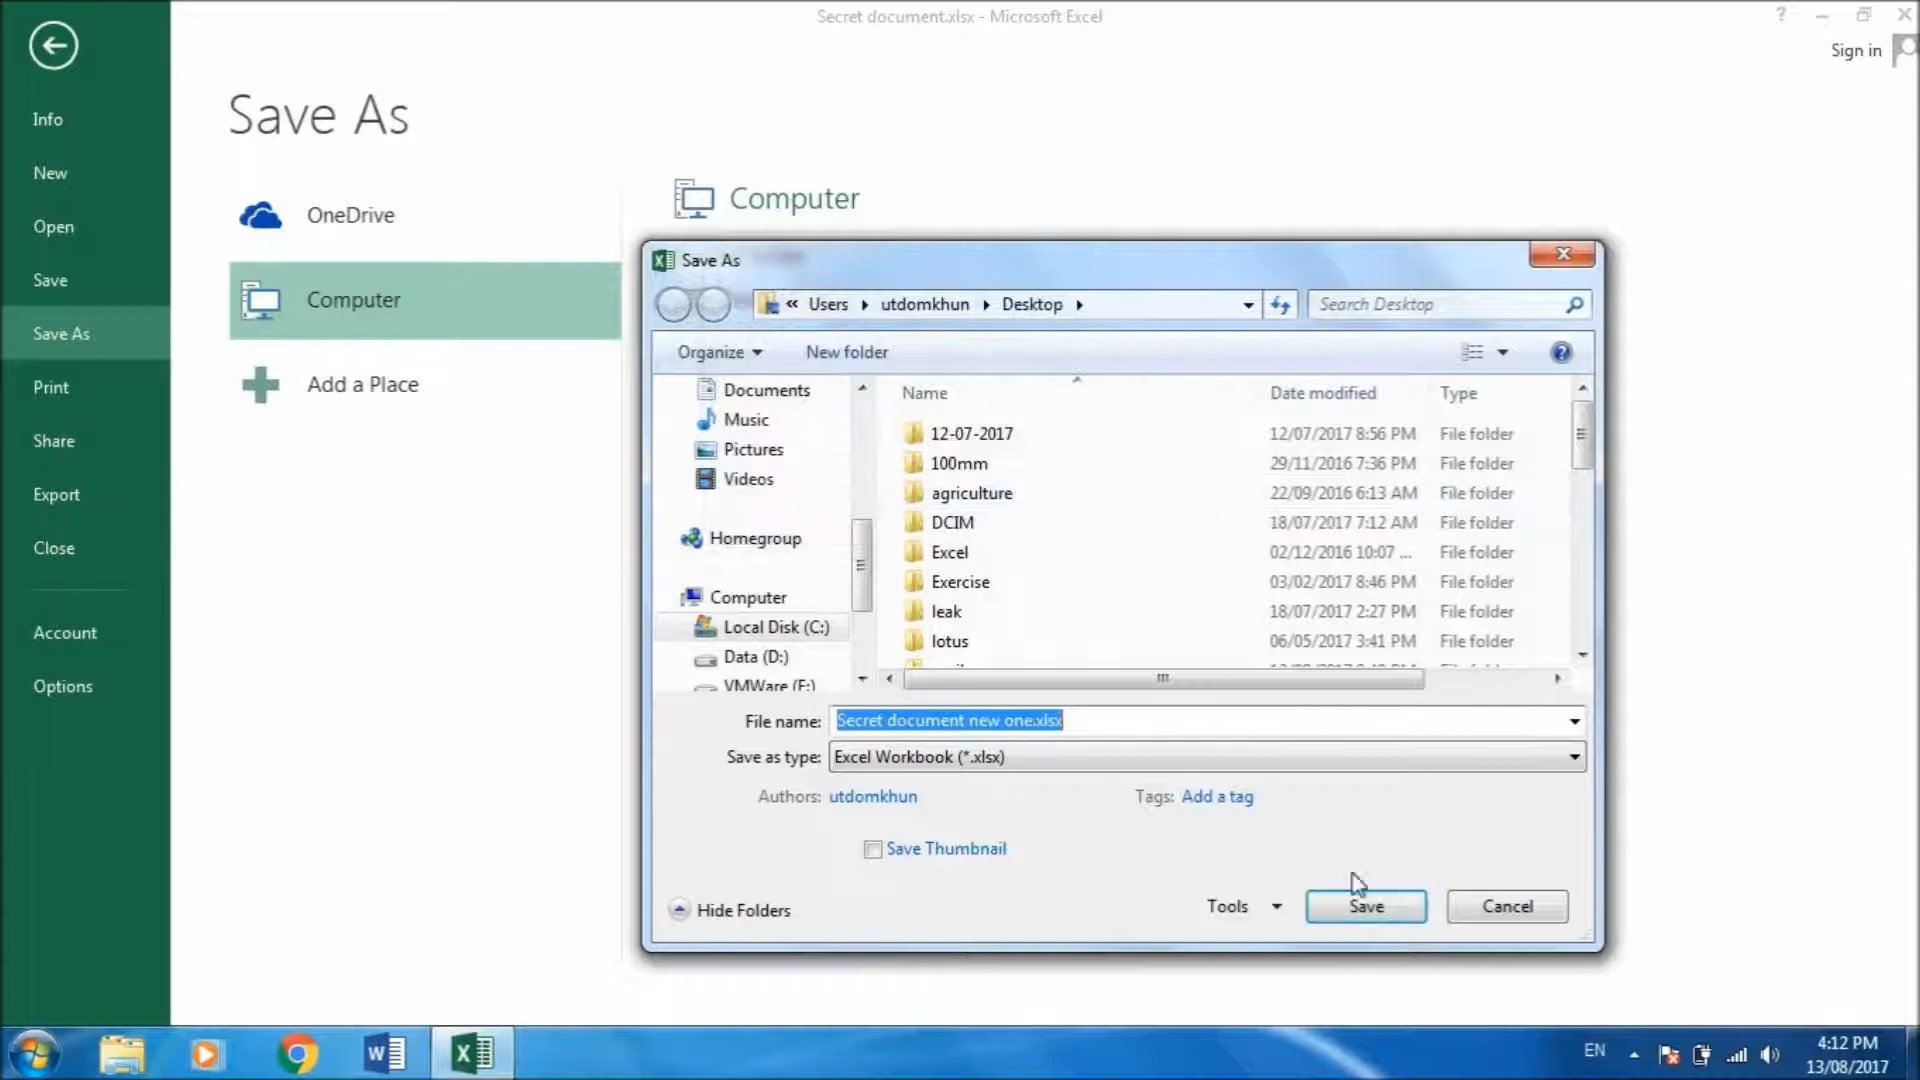 Secret document.xlsx - Microsoft Excel
?
Sign in
Info
New
Open
Save
Save As
Print
Share
Export
Close
Account
Options
Save As
OneDrive
Computer
Add a Place
Computer
Save As
« Users Desktop utdomkhun Desktop
Search Desktop
Organize
New folder
Documents
Music
Pictures
Videos
Homegroup
Computer
Local Disk (C:)
Data (D:)
VMWare (E:)
Name Date modified Type
12-07-2017 12/07/2017 8:56 PM File folder
100mm 29/11/2016 7:36 PM File folder
agriculture 22/09/2016 6:13 AM File folder
DCIM 18/07/2017 7:12 AM File folder
Excel 02/12/2016 10:07 ... File folder
Exercise 03/02/2017 8:46 PM File folder
leak 18/07/2017 2:27 PM File folder
lotus 06/05/2017 3:41 PM File folder
File name: Secret document new one.xlsx
Save as type: Excel Workbook (*.xlsx)
Authors: utdomkhun Tags: Add a tag
Save Thumbnail
Hide Folders
Tools
Save
Cancel
EN
4:12 PM
13/08/2017